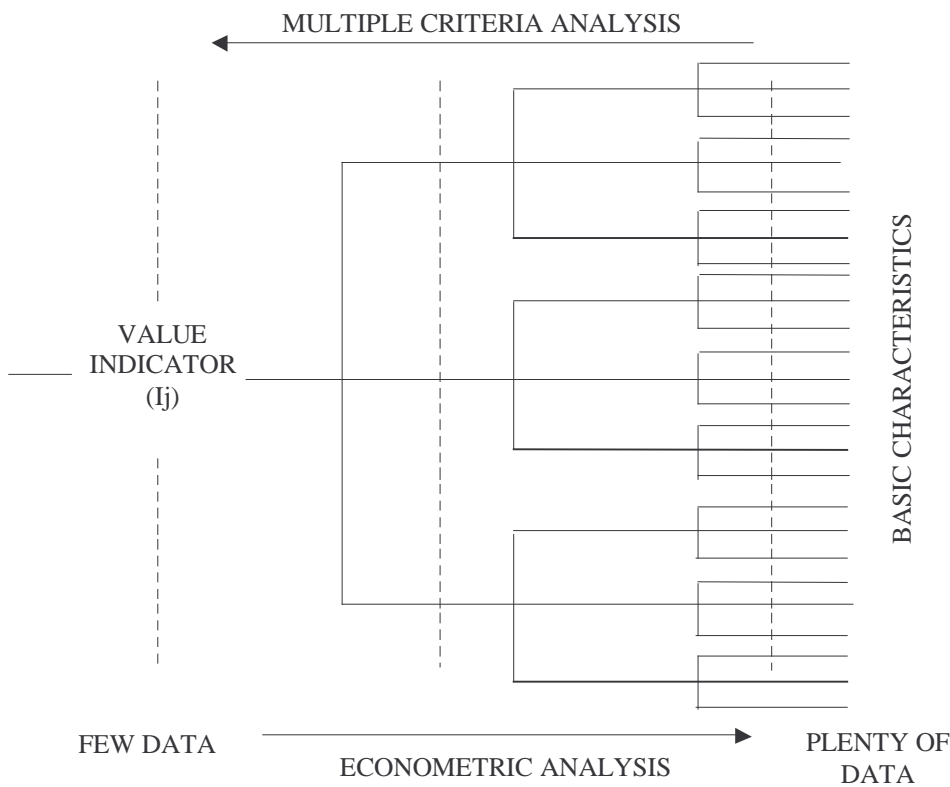 MULTIPLE CRITERIA ANALYSIS
VALUE
INDICATOR
(Ij)
BASIC CHARACTERISTICS
FEW DATA
ECONOMETRIC ANALYSIS
PLENTY OF
DATA